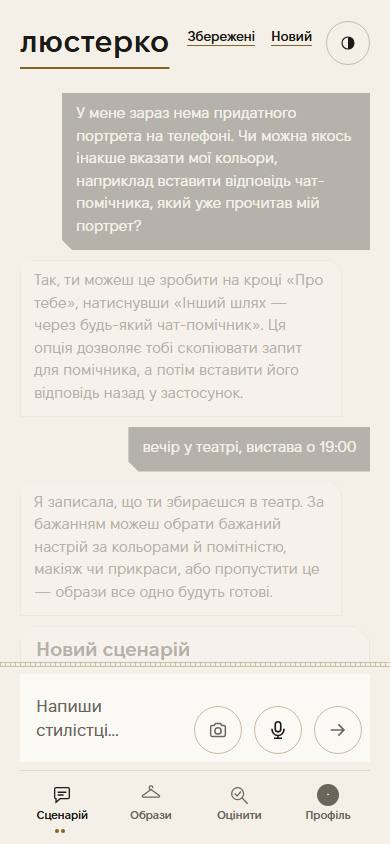 люстерко
Збережені
Новий
У мене зараз нема придатного
портрета на телефоні. Чи можна якось
інакше вказати мої кольори,
наприклад вставити відповідь чат-
помічника, який уже прочитав мій
портрет?
Так, ти можеш це зробити на кроці «Про
тебе», натиснувши «Інший шлях —
через будь-який чат-помічник». Ця
опція дозволяє тобі скопіювати запит
для помічника, а потім вставити його
відповідь назад у застосунок.
вечір у театрі, вистава о 19:00
Я записала, що ти збираєшся в театр. За
бажанням можеш обрати бажаний
настрій за кольорами й помітністю,
макіяж чи прикраси, або пропустити це
— образи все одно будуть готові.
Новий сценарій
Напиши
стилістці...
Сценарій
Образи
Оцінити
Профіль